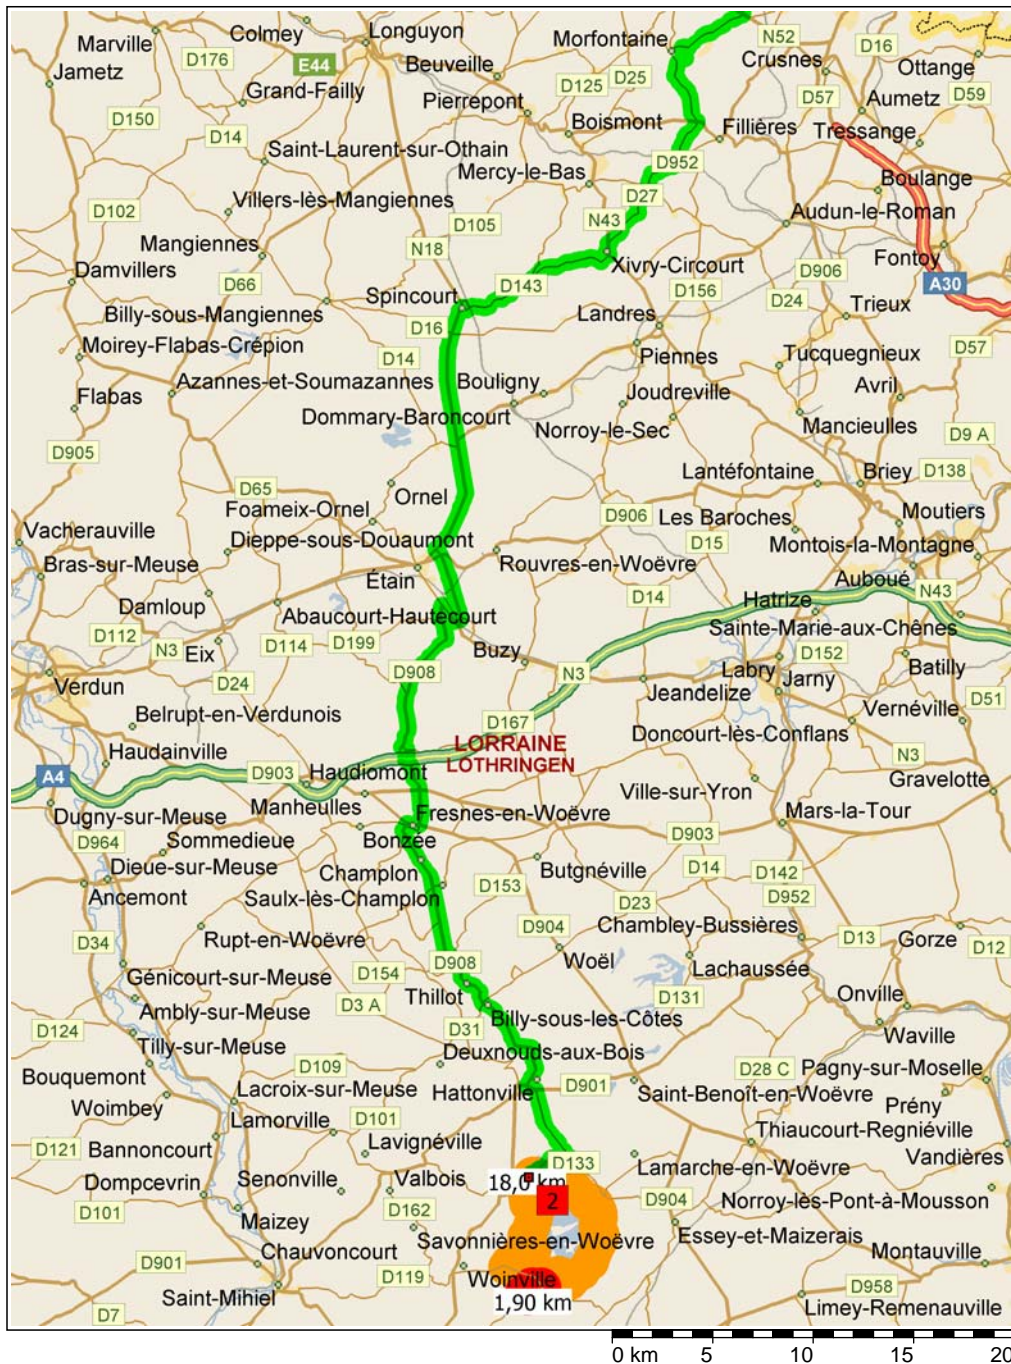 Marville
Colmey
Longuyon
Morfontaine
N52
D16
D176
E44
Beuveille
D125
D25
Crusnes
Ottange
Jametz
Grand-Failly
Pierrepont
D57
Aumetz
D59
D150
D14
Boismont
Fillières
Tressange
Saint-Laurent-sur-Othain
D952
Mercy-le-Bas
Boulange
D102
Villers-lès-Mangiennes
D105
D27
N43
Audun-le-Roman
Mangiennes
N18
Fontoy
Damvillers
Xivry-Circourt
D906
A30
D66
D143
D156
D24
Trieux
Billy-sous-Mangiennes
Spincourt
Landres
D16
Moirey-Flabas-Crépion
D14
Piennes
Tucquegnieux
D57
Flabas
Azannes-et-Soumazannes
Bouligny
Joudreville
Avril
Dommary-Baroncourt
Norroy-le-Sec
Mancieulles
D9 A
D905
Lantéfontaine
Briey
D138
D65
Ornel
Foameix-Ornel
D906
Les Baroches
Moutiers
Vacherauville
Dieppe-sous-Douaumont
D15
Montois-la-Montagne
Bras-sur-Meuse
Étain
Rouvres-en-Woëvre
Auboué
N43
Damloup
Abaucourt-Hautecourt
D14
Hatrize
Sainte-Marie-aux-Chênes
D112
N3
Eix
D114
D199
Buzy
D152
Batilly
Verdun
D24
D908
N3
Jeandelize
Labry
Jarny
D51
Belrupt-en-Verdunois
D167
Doncourt-lès-Conflans
Vernéville
Haudainville
LORRAINE
LOTHRINGEN
N3
A4
D903
Haudiomont
Gravelotte
Manheulles
Ville-sur-Yron
Dugny-sur-Meuse
Fresnes-en-Woëvre
Mars-la-Tour
D964
Sommedieue
Bonzée
D903
Dieue-sur-Meuse
Champlon
Butgnéville
D14
D142
Ancemont
Saulx-lès-Champlon
D153
D23
D952
D34
Rupt-en-Woëvre
D904
Chambley-Bussières
D13
Gorze
D12
Génicourt-sur-Meuse
D154
D908
Woël
Lachaussée
Thillot
D3 A
D131
Onville
Ambly-sur-Meuse
D124
D31
Billy-sous-les-Côtes
Waville
Tilly-sur-Meuse
Deuxnouds-aux-Bois
Bouquemont
D109
D28 C
Pagny-sur-Moselle
Woimbey
Lacroix-sur-Meuse
Hattonville
D901
Saint-Benoît-en-Woëvre
Prény
Lamorville
D101
Thiaucourt-Regniéville
D121
Bannoncourt
Lavignéville
Vandières
D133
Lamarche-en-Woëvre
Dompcevrin
Senonville
Valbois
18,0 km
2
D904
Norroy-lès-Pont-à-Mousson
D101
Maizey
D162
Essey-et-Maizerais
Savonnières-en-Woëvre
Chauvoncourt
Montauville
D901
D119
Woinville
D958
Saint-Mihiel
1,90 km
D7
Limey-Remenauville
0 km 5 10 15 20